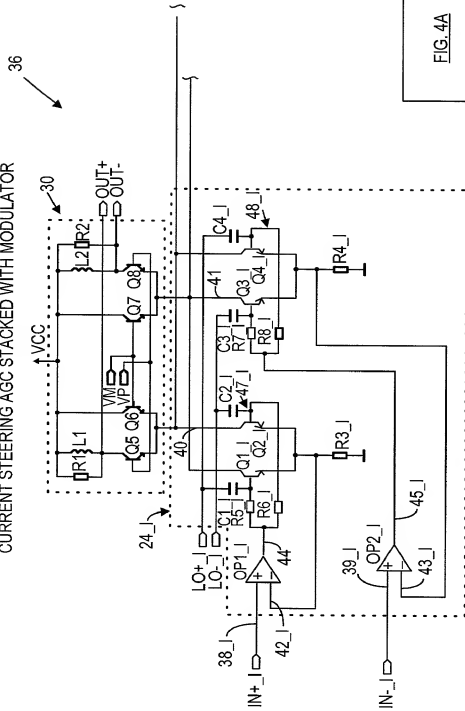 CURRENT STEERING AGC STACKED WITH MODULATOR
36
30
VCC
OUT+
OUT-
R1
L1
Q5
Q6
VM
VP
Q7
Q8
L2
R2
24_I
40
41
LO+_I
LO-_I
C1_I
R5_I
Q1_I
C2_I
47_I
Q2_I
R6_I
C3_I
R7_I
Q3_I
C4_I
48_I
Q4_I
R8_I
R3_I
R4_I
OP1_I
44
38_I
42_I
IN+_I
+
-
OP2_I
45_I
39_I
43_I
IN-_I
+
-
FIG. 4A